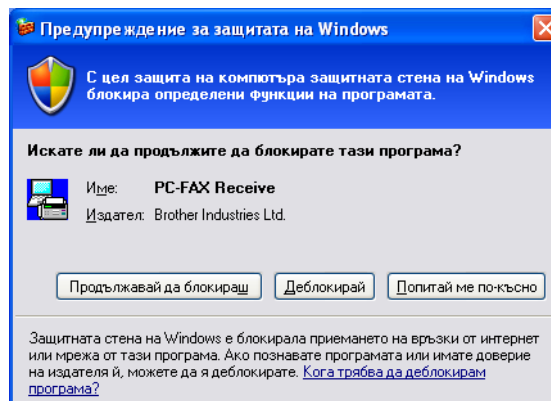 Предупреждение за защитата на Windows
С цел защита на компютъра защитната стена на Windows
блокира определени функции на програмата.
Искате ли да продължите да блокирате тази програма?
Име: PC-FAX Receive
Издател: Brother Industries Ltd.
Продължавай да блокираш Деблокирай Попитай ме по-късно
Защитната стена на Windows е блокирала приемането на връзки от интернет
или мрежа от тази програма. Ако познавате програмата или имате доверие
на издателя ѝ, можете да я деблокирате. Кога трябва да деблокирам
програма?